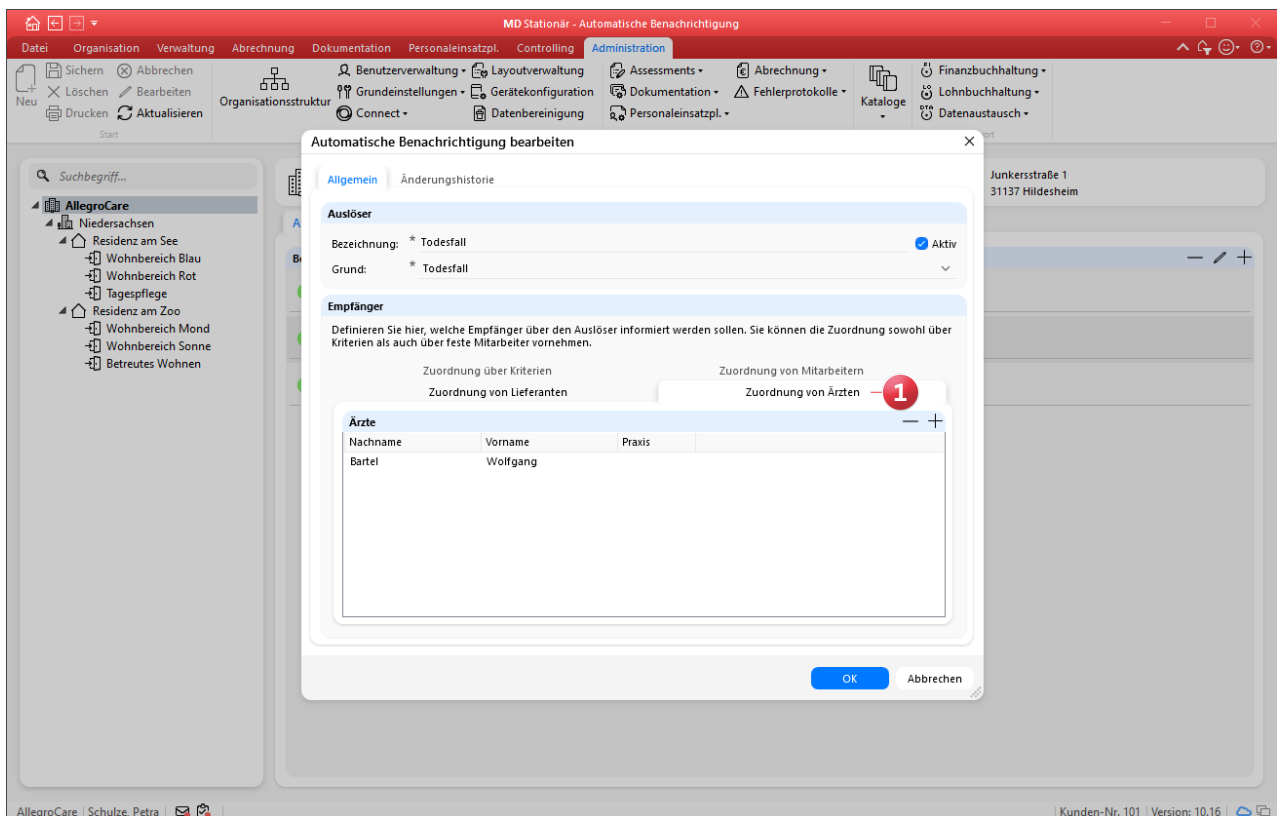 MD Stationär - Automatische Benachrichtigung
Datei Organisation Verwaltung Abrechnung Dokumentation Personaleinsatzpl. Controlling Administration
Neu
Sichern Abbrechen
Löschen Bearbeiten
Drucken Aktualisieren
Start
Organisationsstruktur
Benutzerverwaltung Layoutverwaltung
Grundeinstellungen Gerätekonfiguration
Connect Datenbereinigung
Assessments Abrechnung
Dokumentation Fehlerprotokolle
Personaleinsatzpl.
Kataloge
Finanzbuchhaltung
Lohnbuchhaltung
Datenaustausch
Suchbegriff...
AllegroCare
Niedersachsen
Residenz am See
Wohnbereich Blau
Wohnbereich Rot
Tagespflege
Residenz am Zoo
Wohnbereich Mond
Wohnbereich Sonne
Betreutes Wohnen
Junkersstraße 1
31137 Hildesheim
Automatische Benachrichtigung bearbeiten
Allgemein Änderungshistorie
Auslöser
Bezeichnung: * Todesfall Aktiv
Grund: * Todesfall
Empfänger
Definieren Sie hier, welche Empfänger über den Auslöser informiert werden sollen. Sie können die Zuordnung sowohl über
Kriterien als auch über feste Mitarbeiter vornehmen.
Zuordnung über Kriterien Zuordnung von Mitarbeitern
Zuordnung von Lieferanten Zuordnung von Ärzten 1
Ärzte
Nachname Vorname Praxis
Bartel Wolfgang
OK Abbrechen
AllegroCare Schulze, Petra Kunden-Nr. 101 Version: 10.16